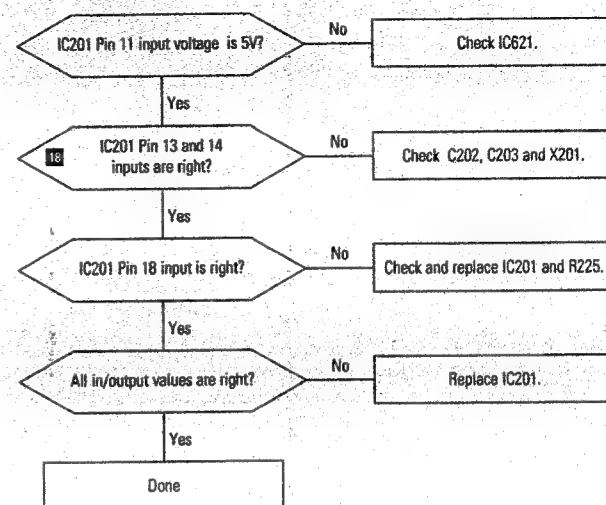 IC201 Pin 11 input voltage is 5V?
No
Check IC621.
Yes
18
IC201 Pin 13 and 14
inputs are right?
No
Check C202, C203 and X201.
Yes
IC201 Pin 18 input is right?
No
Check and replace IC201 and R225.
Yes
All in/output values are right?
No
Replace IC201.
Yes
Done